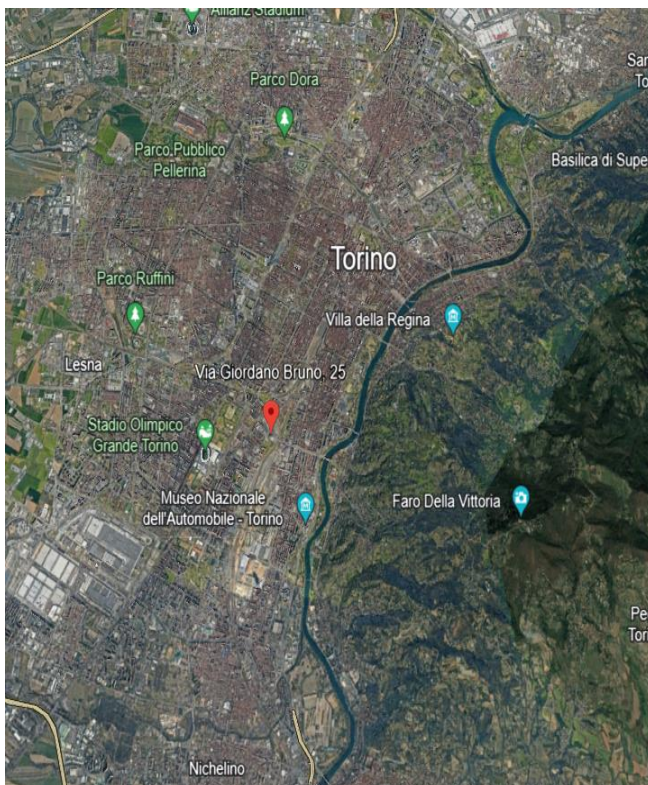 Allianz Stadium
Parco Dora
Parco Pubblico
Pellerina
Basilica di Supe
Torino
Parco Ruffini
Villa della Regina
Lesna
Via Giordano Bruno, 25
Stadio Olimpico
Grande Torino
Museo Nazionale
dell'Automobile - Torino
Faro Della Vittoria
Nichelino